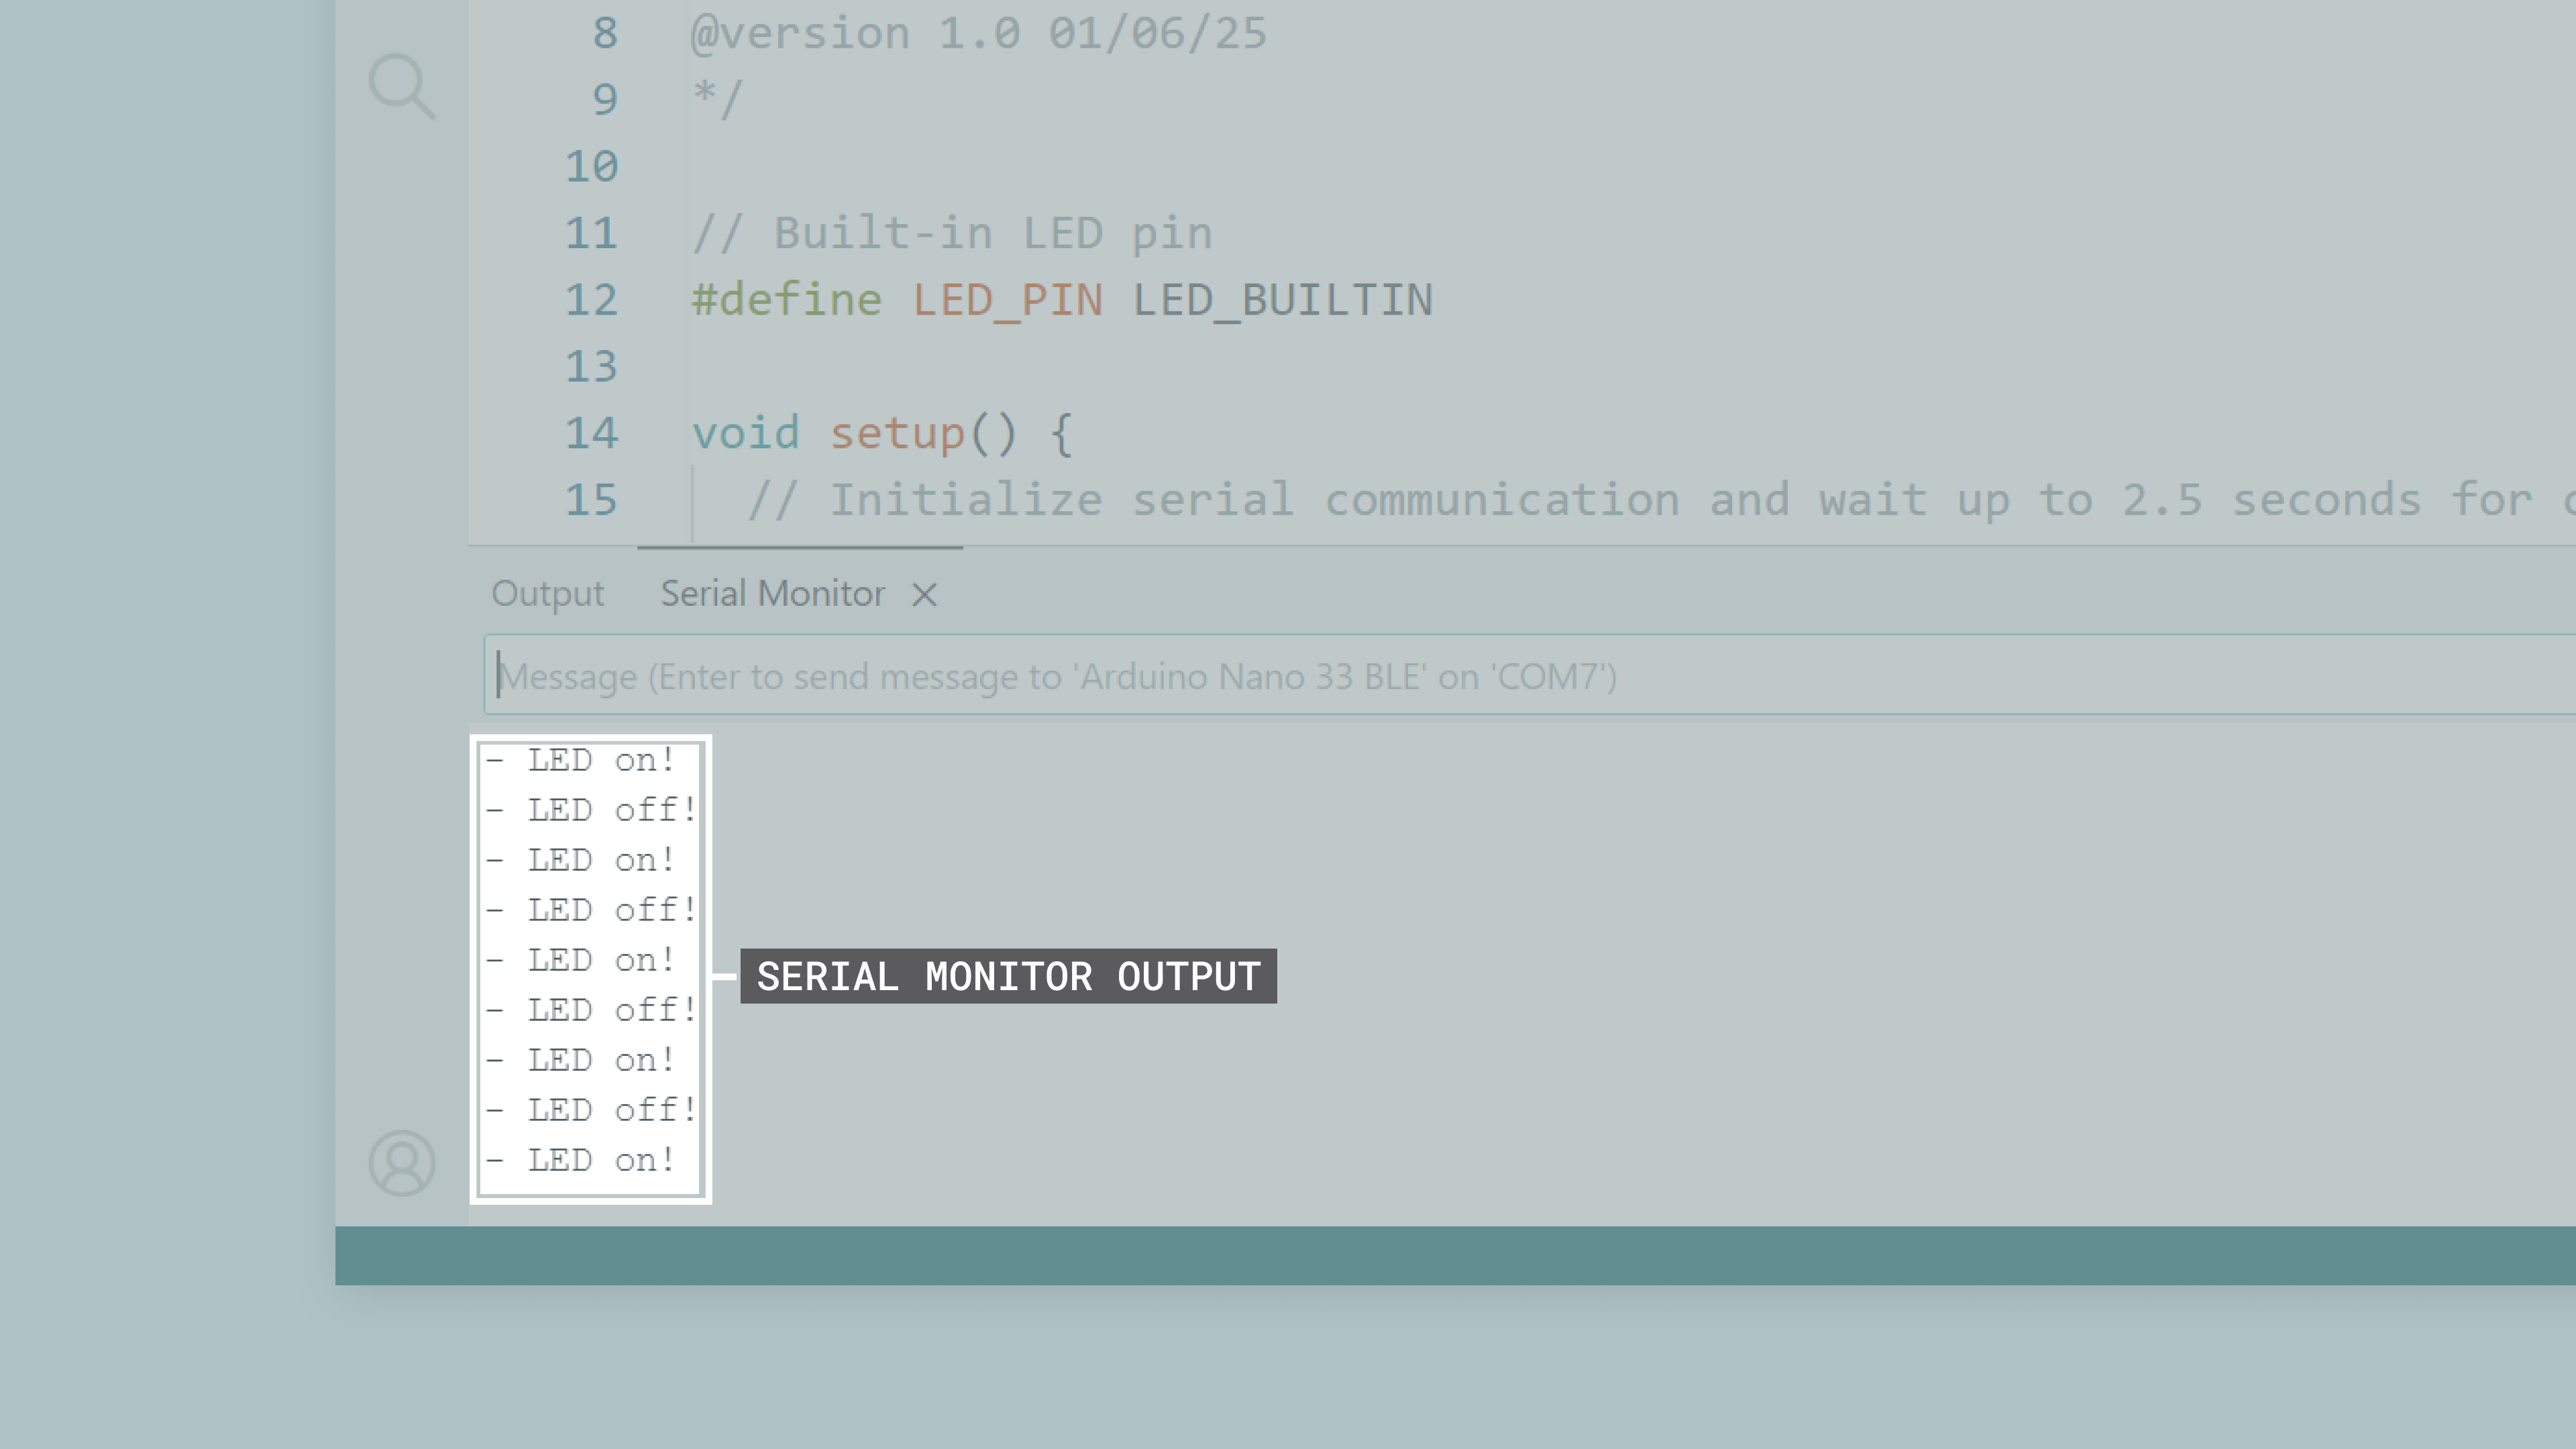 8 @version 1.0 01/06/25
9 */
10
11 // Built-in LED pin
12 #define LED_PIN LED_BUILTIN
13
14 void setup() {
15 // Initialize serial communication and wait up to 2.5 seconds for
Output Serial Monitor
Message (Enter to send message to 'Arduino Nano 33 BLE' on 'COM7')
- LED on!
- LED off!
- LED on!
- LED off!
- LED on!
- LED off!
- LED on!
- LED off!
- LED on!
SERIAL MONITOR OUTPUT